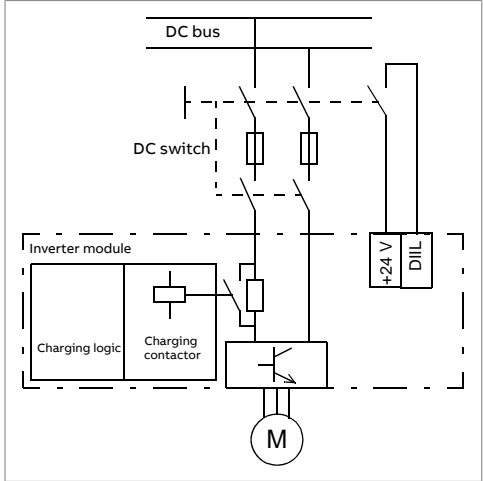 DC bus
DC switch
+24 V
DIIL
Inverter module
Charging logic
Charging
contactor
M